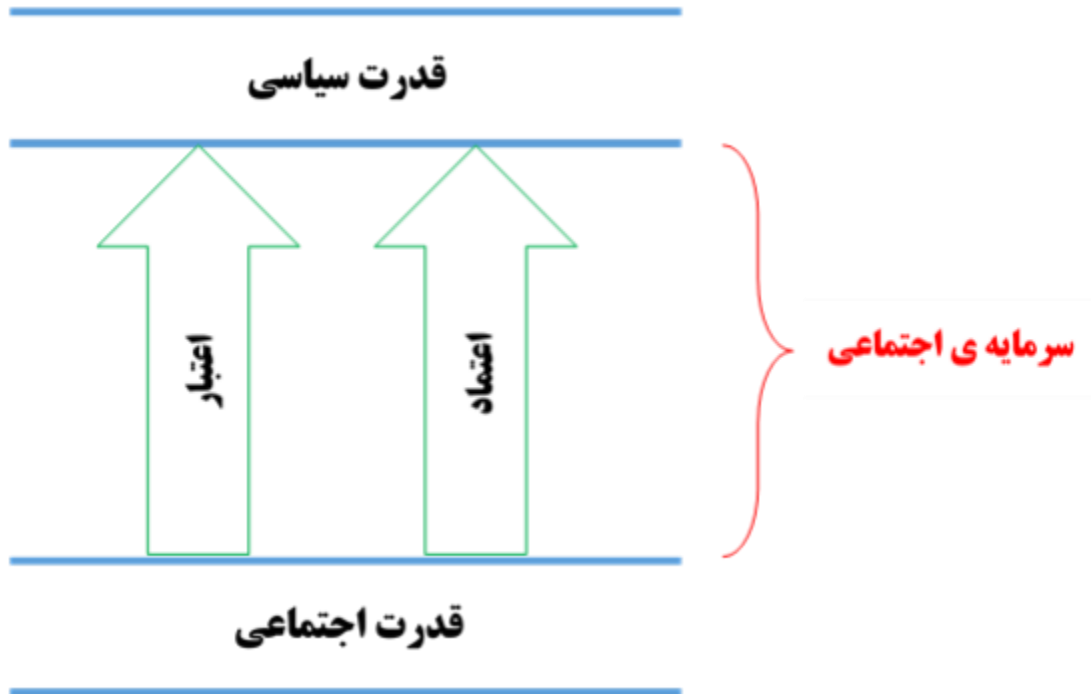 قدرت سیاسی
اعتماد
اعتبار
سرمایه ی اجتماعی
قدرت اجتماعی